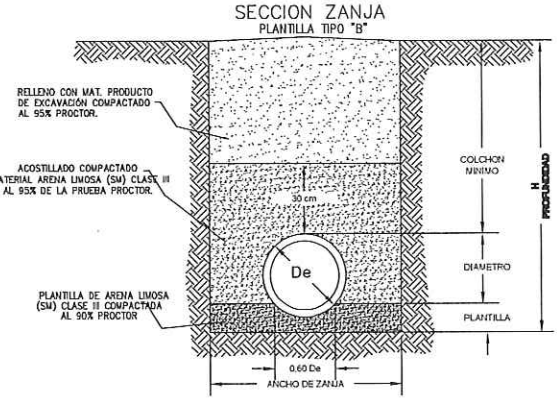 SECCION ZANJA
PLANTILLA TIPO "B"
RELLENO CON MAT. PRODUCTO
DE EXCAVACIÓN COMPACTADO
AL 95% PROCTOR.
ACOSTILLADO COMPACTADO
MATERIAL ARENA LIMOSA (SM) CLASE III
AL 95% DE LA PRUEBA PROCTOR.
PLANTILLA DE ARENA LIMOSA
(SM) CLASE III COMPACTADA
AL 90% PROCTOR
30 cm
De
0,60 De
ANCHO DE ZANJA
COLCHON
MINIMO
DIAMETRO
PLANTILLA
H
PROFUNDIDAD